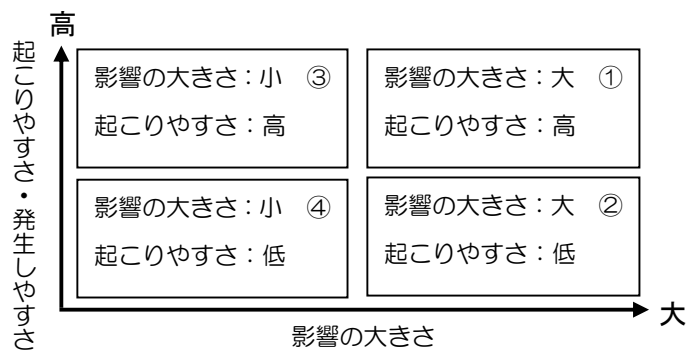 高
起こりやすさ・発生しやすさ
影響の大きさ：小　③
起こりやすさ：高
影響の大きさ：大　①
起こりやすさ：高
影響の大きさ：小　④
起こりやすさ：低
影響の大きさ：大　②
起こりやすさ：低
大
影響の大きさ